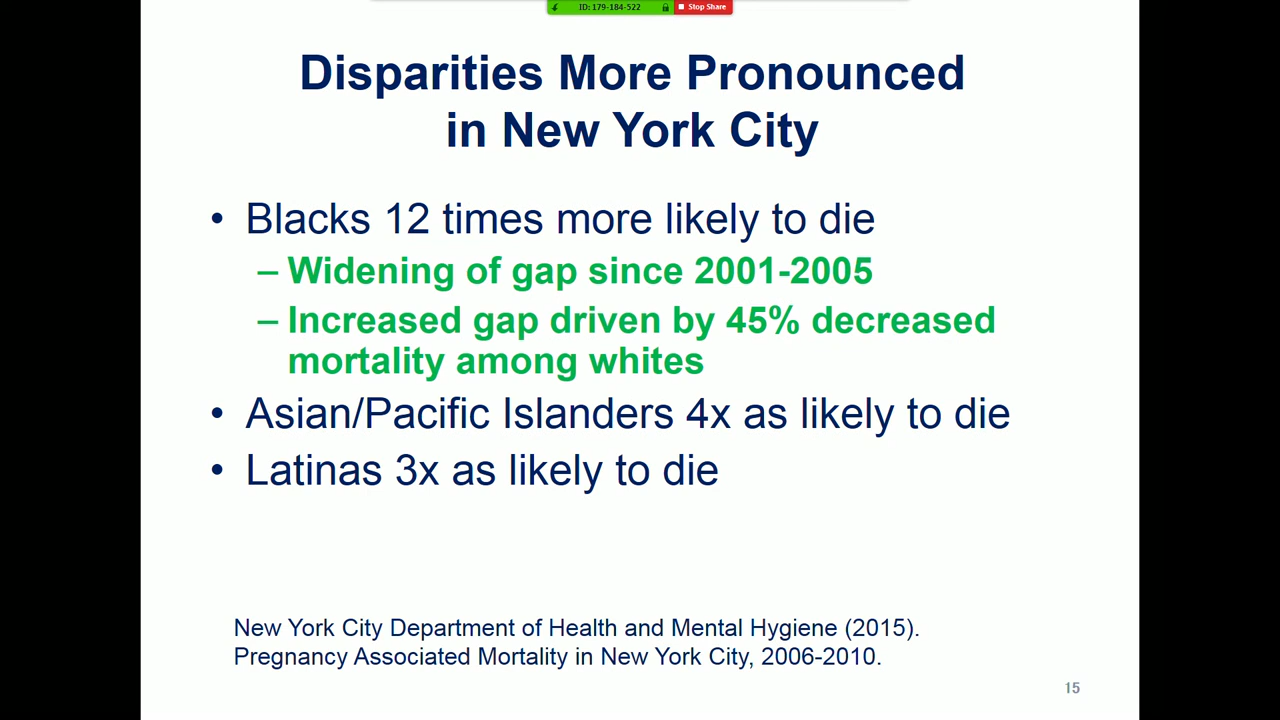 ID: 179-184-522 Stop Share
Disparities More Pronounced
in New York City
• Blacks 12 times more likely to die
– Widening of gap since 2001-2005
– Increased gap driven by 45% decreased
mortality among whites
• Asian/Pacific Islanders 4x as likely to die
• Latinas 3x as likely to die
New York City Department of Health and Mental Hygiene (2015).
Pregnancy Associated Mortality in New York City, 2006-2010.
15